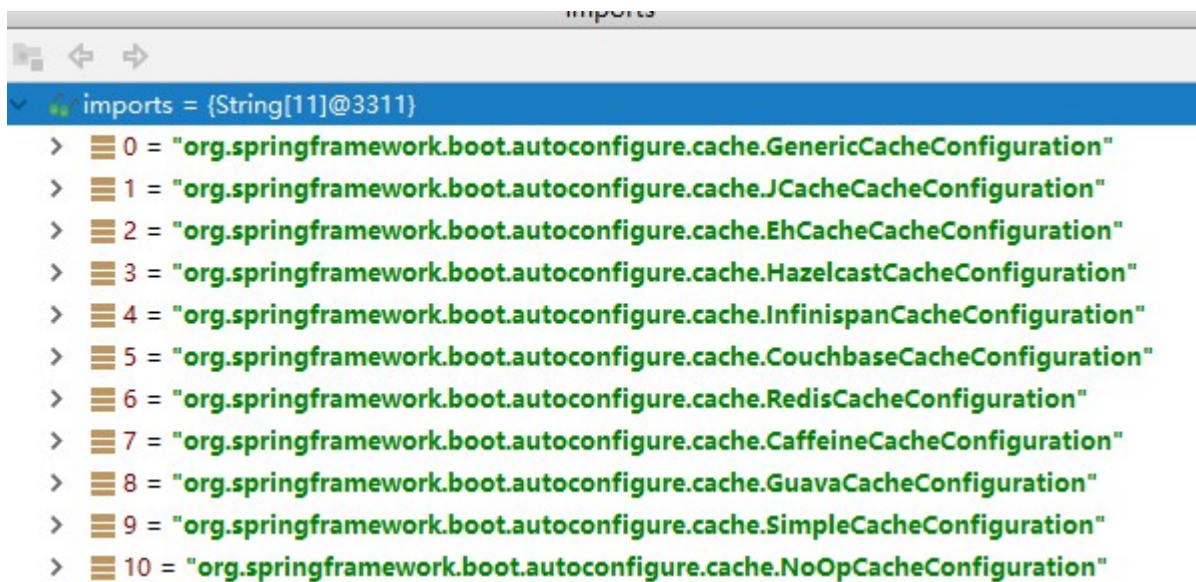 imports
imports = {String[11]@3311}
0 = "org.springframework.boot.autoconfigure.cache.GenericCacheConfiguration"
1 = "org.springframework.boot.autoconfigure.cache.JCacheCacheConfiguration"
2 = "org.springframework.boot.autoconfigure.cache.EhCacheCacheConfiguration"
3 = "org.springframework.boot.autoconfigure.cache.HazelcastCacheConfiguration"
4 = "org.springframework.boot.autoconfigure.cache.InfinispanCacheConfiguration"
5 = "org.springframework.boot.autoconfigure.cache.CouchbaseCacheConfiguration"
6 = "org.springframework.boot.autoconfigure.cache.RedisCacheConfiguration"
7 = "org.springframework.boot.autoconfigure.cache.CaffeineCacheConfiguration"
8 = "org.springframework.boot.autoconfigure.cache.GuavaCacheConfiguration"
9 = "org.springframework.boot.autoconfigure.cache.SimpleCacheConfiguration"
10 = "org.springframework.boot.autoconfigure.cache.NoOpCacheConfiguration"